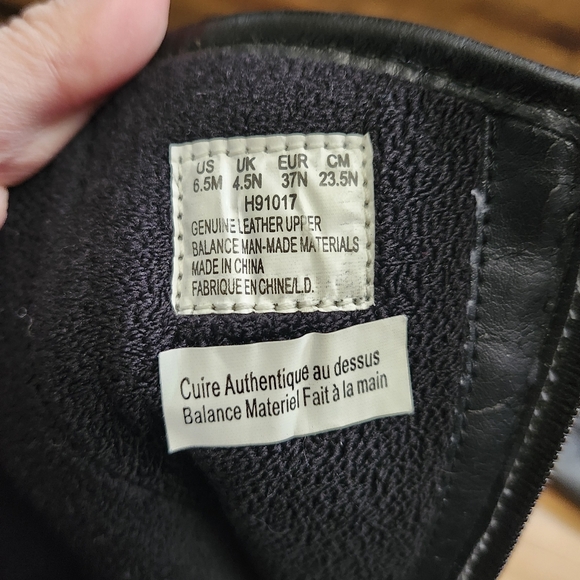 US UK EUR CM
6.5M 4.5N 37N 23.5N
H91017
GENUINE LEATHER UPPER
BALANCE MAN-MADE MATERIALS
MADE IN CHINA
FABRIQUE EN CHINE/L.D.
Cuire Authentique au dessus
Balance Materiel Fait à la main